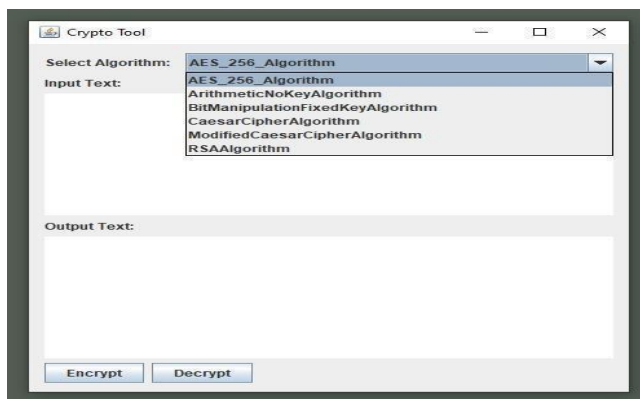 Crypto Tool
Select Algorithm: AES_256_Algorithm
AES_256_Algorithm
Input Text:
ArithmeticNoKeyAlgorithm
BitManipulationFixedKeyAlgorithm
CaesarCipherAlgorithm
ModifiedCaesarCipherAlgorithm
RSAAlgorithm
Output Text:
Encrypt Decrypt